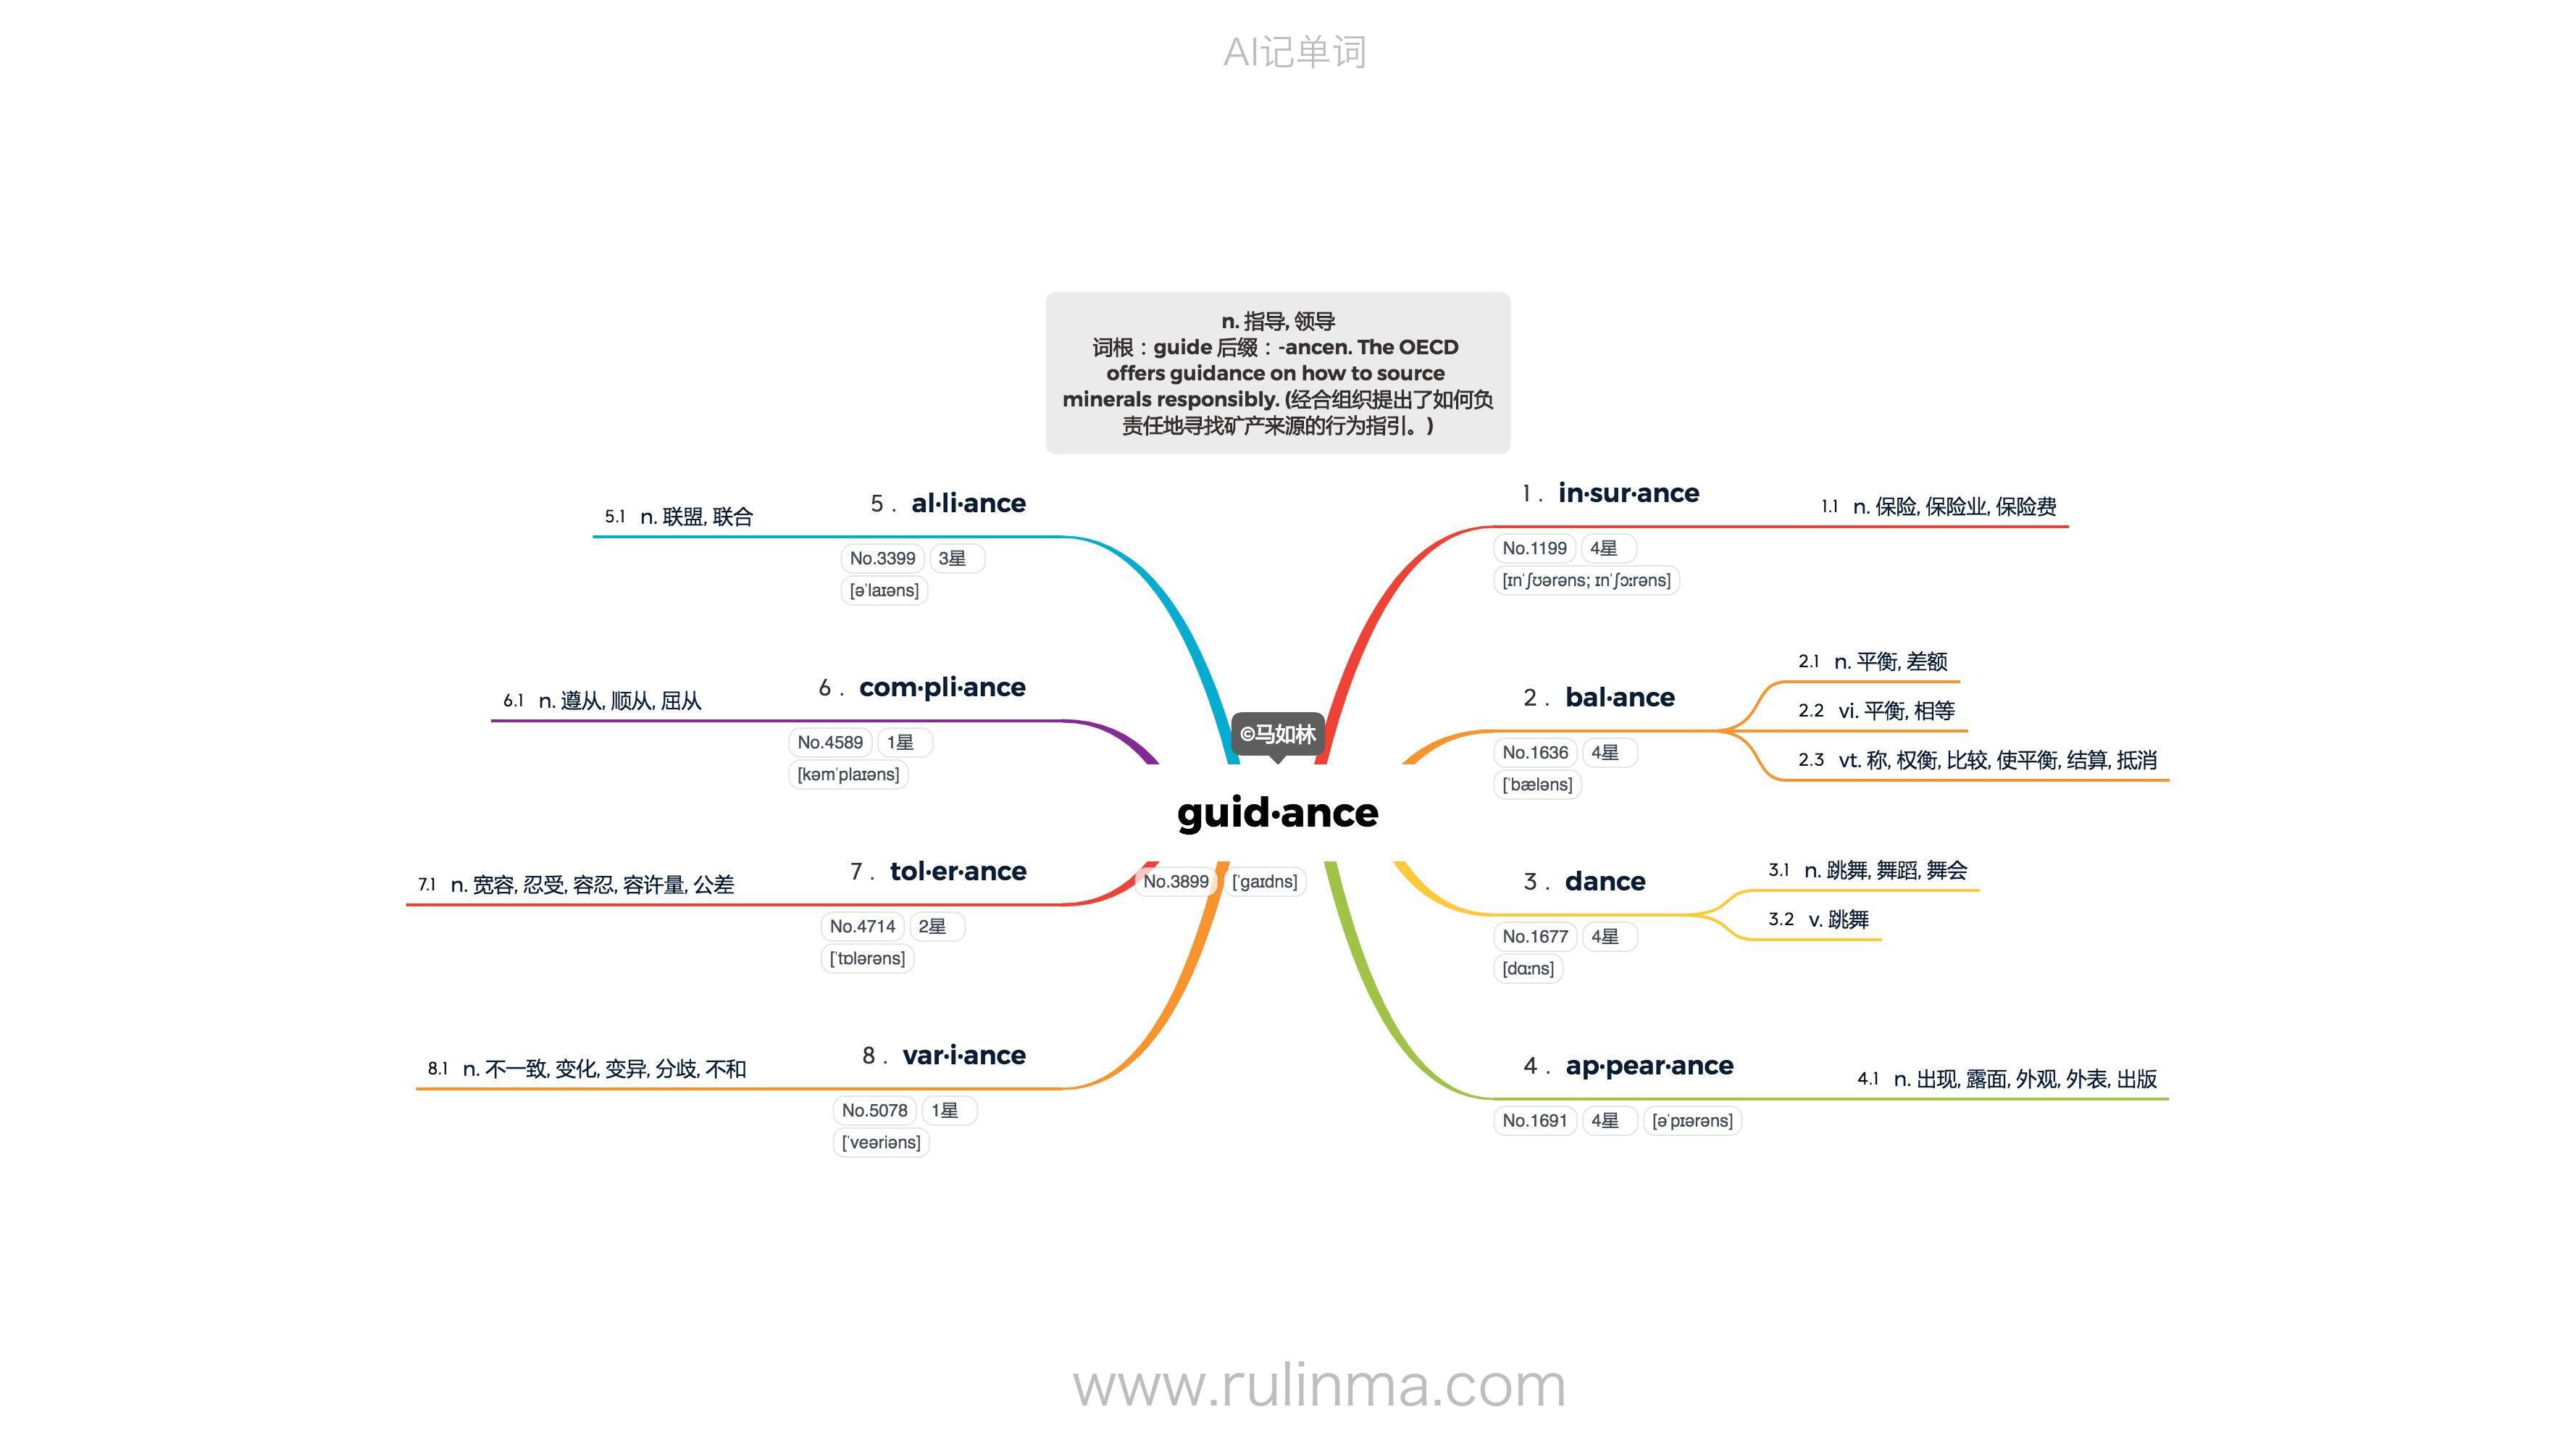 AI记单词
n. 指导, 领导
词根：guide 后缀：-ancen. The OECD
offers guidance on how to source
minerals responsibly. (经合组织提出了如何负
责任地寻找矿产来源的行为指引。)
©马如林
guid·ance
No.3899 [ˈgaɪdns]
1 . in·sur·ance
No.1199 4星
[ɪnˈʃʊərəns; ɪnˈʃɔːrəns]
1.1 n. 保险, 保险业, 保险费
2 . bal·ance
No.1636 4星
[ˈbæləns]
2.1 n. 平衡, 差额
2.2 vi. 平衡, 相等
2.3 vt. 称, 权衡, 比较, 使平衡, 结算, 抵消
3 . dance
No.1677 4星
[dɑːns]
3.1 n. 跳舞, 舞蹈, 舞会
3.2 v. 跳舞
4 . ap·pear·ance
No.1691 4星 [əˈpɪərəns]
4.1 n. 出现, 露面, 外观, 外表, 出版
5 . al·li·ance
No.3399 3星
[əˈlaɪəns]
5.1 n. 联盟, 联合
6 . com·pli·ance
No.4589 1星
[kəmˈplaɪəns]
6.1 n. 遵从, 顺从, 屈从
7 . tol·er·ance
No.4714 2星
[ˈtɒlərəns]
7.1 n. 宽容, 忍受, 容忍, 容许量, 公差
8 . var·i·ance
No.5078 1星
[ˈveəriəns]
8.1 n. 不一致, 变化, 变异, 分歧, 不和
www.rulinma.com